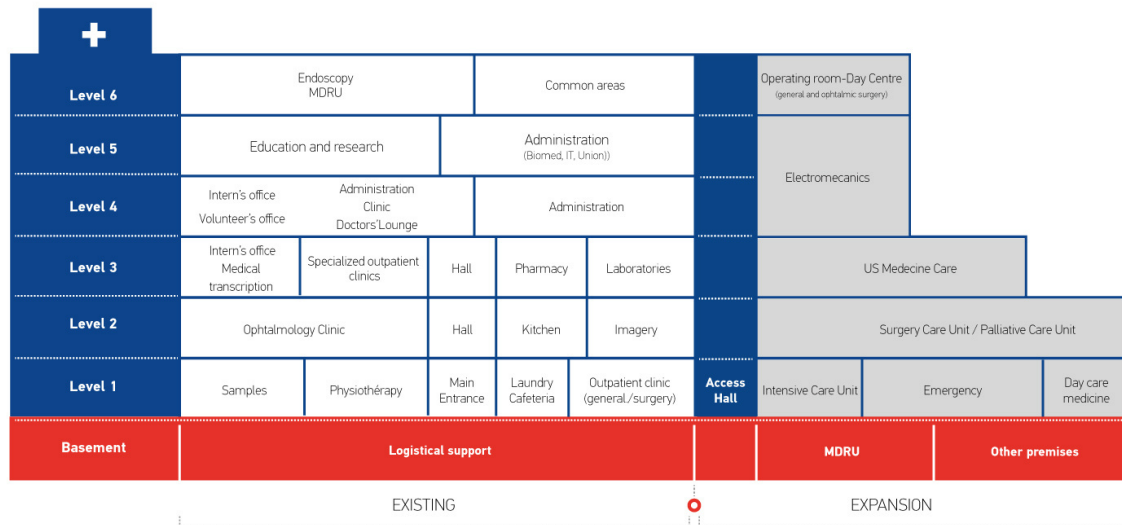 Level 6
Endoscopy
MDRU
Common areas
Operating room-Day Centre
(general and ophtalmic surgery)
Level 5
Education and research
Administration
(Biomed, IT, Union))
Electromecanics
Level 4
Intern's office
Volunteer's office
Administration
Clinic
Doctors'Lounge
Administration
Level 3
Intern's office
Medical
transcription
Specialized outpatient
clinics
Hall
Pharmacy
Laboratories
US Medecine Care
Level 2
Ophtalmology Clinic
Hall
Kitchen
Imagery
Surgery Care Unit / Palliative Care Unit
Level 1
Samples
Physiothérapy
Main
Entrance
Laundry
Cafeteria
Outpatient clinic
(general./surgery)
Access
Hall
Intensive Care Unit
Emergency
Day care
medicine
Basement
Logistical support
MDRU
Other premises
EXISTING
EXPANSION